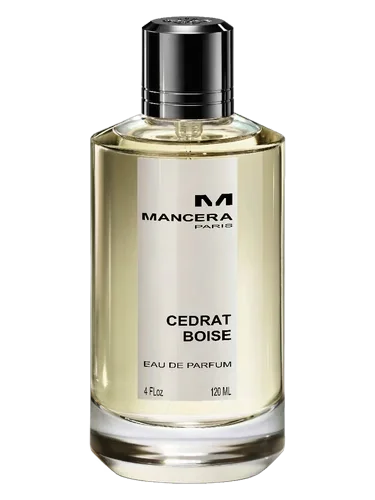 M
MANCERA
PARIS
CEDRAT
BOISE
EAU DE PARFUM
4 FLoz 120 ML